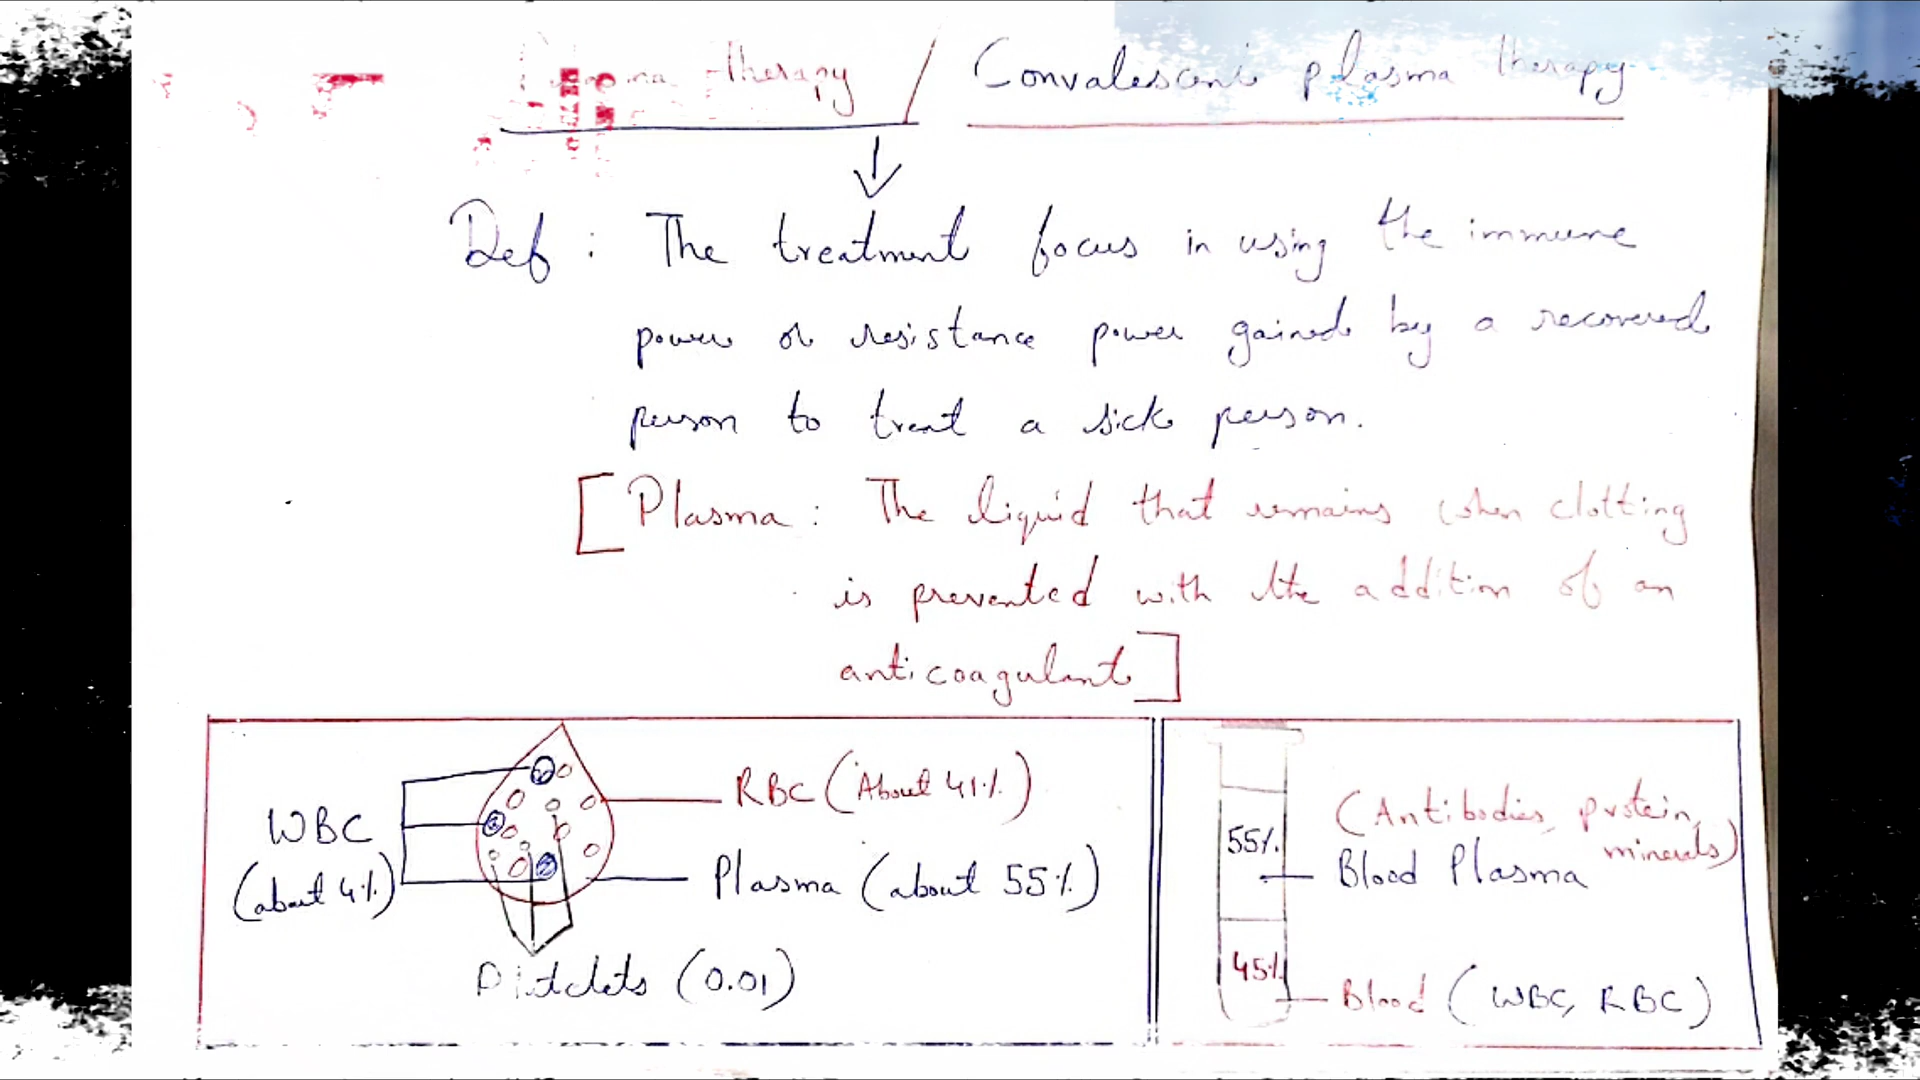 therapy / Convalescent plasma therapy
Def : The treatment focus in using the immune
power or resistance power gained by a recovered
person to treat a sick person.
[Plasma : The liquid that remains when clotting
is prevented with the addition of an
anticoagulant]
WBC
(about 4%)
RBC (About 41%)
Plasma (about 55%)
Platelets (0.01)
55%
(Antibodies, protein,
minerals)
Blood Plasma
45%
Blood (WBC, RBC)